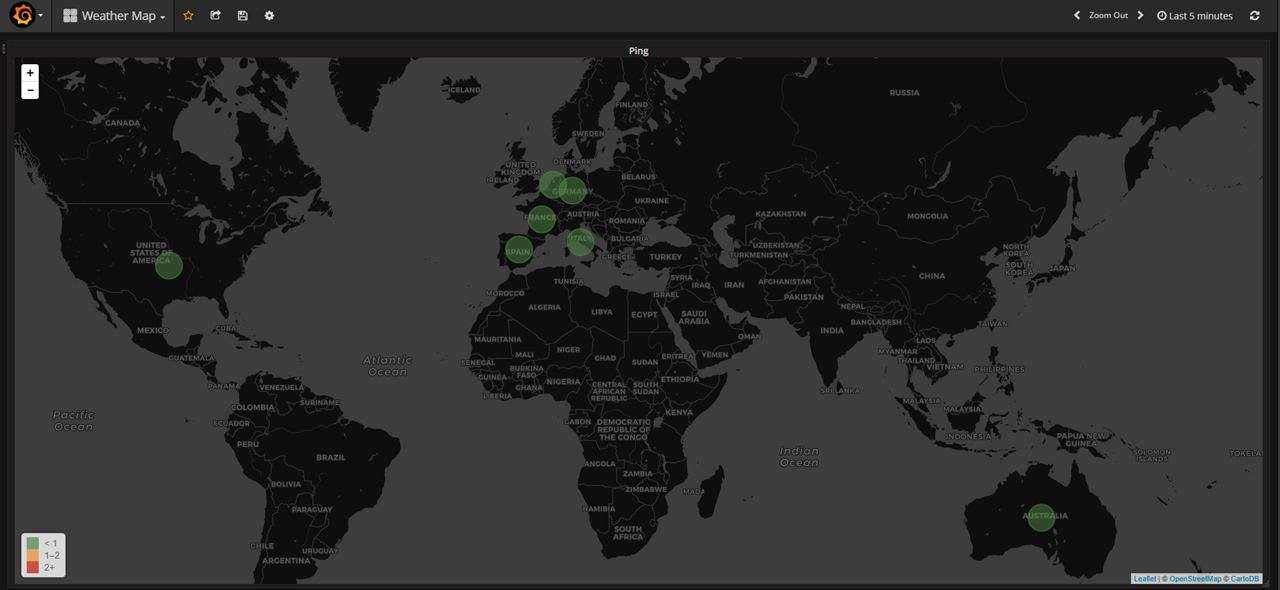 Weather Map
Zoom Out
Last 5 minutes
Ping
+
−
ICELAND
RUSSIA
FINLAND
CANADA
SWEDEN
DENMARK
UNITED
KINGDOM
IRELAND
BELARUS
GERMANY
UKRAINE
AUSTRIA
FRANCE
ROMANIA
KAZAKHSTAN
MONGOLIA
ITALY
BULGARIA
UNITED
STATES OF
AMERICA
SPAIN
GREECE
TURKEY
UZBEKISTAN
TURKMENISTAN
NORTH
KOREA
SOUTH
KOREA
JAPAN
CHINA
TUNISIA
SYRIA
IRAQ
IRAN
AFGHANISTAN
PAKISTAN
MOROCCO
ISRAEL
ALGERIA
LIBYA
EGYPT
SAUDI
ARABIA
NEPAL
BANGLADESH
INDIA
TAIWAN
MEXICO
CUBA
OMAN
MAURITANIA
LAOS
MYANMAR
THAILAND
VIETNAM
PHILIPPINES
GUATEMALA
Atlantic
Ocean
SENEGAL
MALI
NIGER
CHAD
SUDAN
ERITREA
YEMEN
BURKINA
FASO
GUINEA
GHANA
NIGERIA
CENTRAL
AFRICAN
REPUBLIC
SOUTH
SUDAN
ETHIOPIA
LIBERIA
SRI LANKA
PANAMA
VENEZUELA
SURINAME
COLOMBIA
MALAYSIA
MALAYSIA
Pacific
Ocean
ECUADOR
GABON
DEMOCRATIC
REPUBLIC OF
THE CONGO
KENYA
INDONESIA
PAPUA NEW
GUINEA
SOLOMON
ISLANDS
TOKELA
PERU
BRAZIL
Indian
Ocean
ANGOLA
ZAMBIA
BOLIVIA
ZIMBABWE
MADA
PARAGUAY
NAMIBIA
SOUTH
AFRICA
AUSTRALIA
CHILE
URUGUAY
ARGENTINA
< 1
1–2
2+
Leaflet | © OpenStreetMap © CartoDB